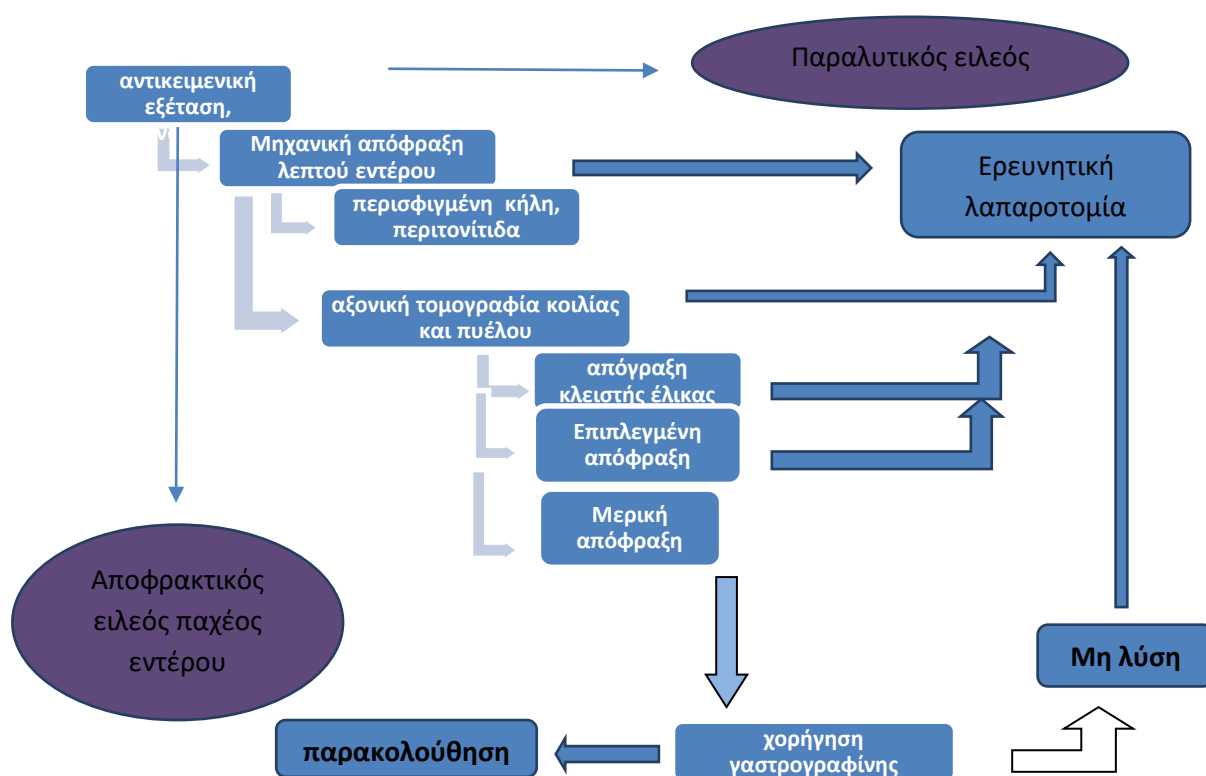 Παραλυτικός ειλεός
αντικειμενική
εξέταση,
Μηχανική απόφραξη
λεπτού εντέρου
Ερευνητική
λαπαροτομία
περισφιγμένη κήλη,
περιτονίτιδα
αξονική τομογραφία κοιλίας
και πυέλου
απόγραξη
κλειστής έλικας
Επιπλεγμένη
απόφραξη
Μερική
απόφραξη
Αποφρακτικός
ειλεός παχέος
εντέρου
Μη λύση
παρακολούθηση
χορήγηση
γαστρογραφίνης